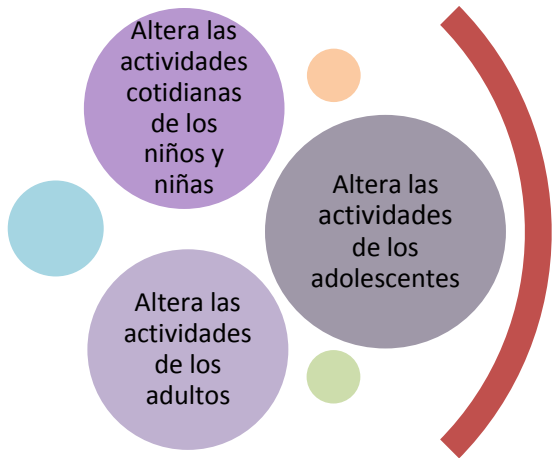 Altera las
actividades
cotidianas
de los
niños y
niñas
Altera las
actividades
de los
adolescentes
Altera las
actividades
de los
adultos